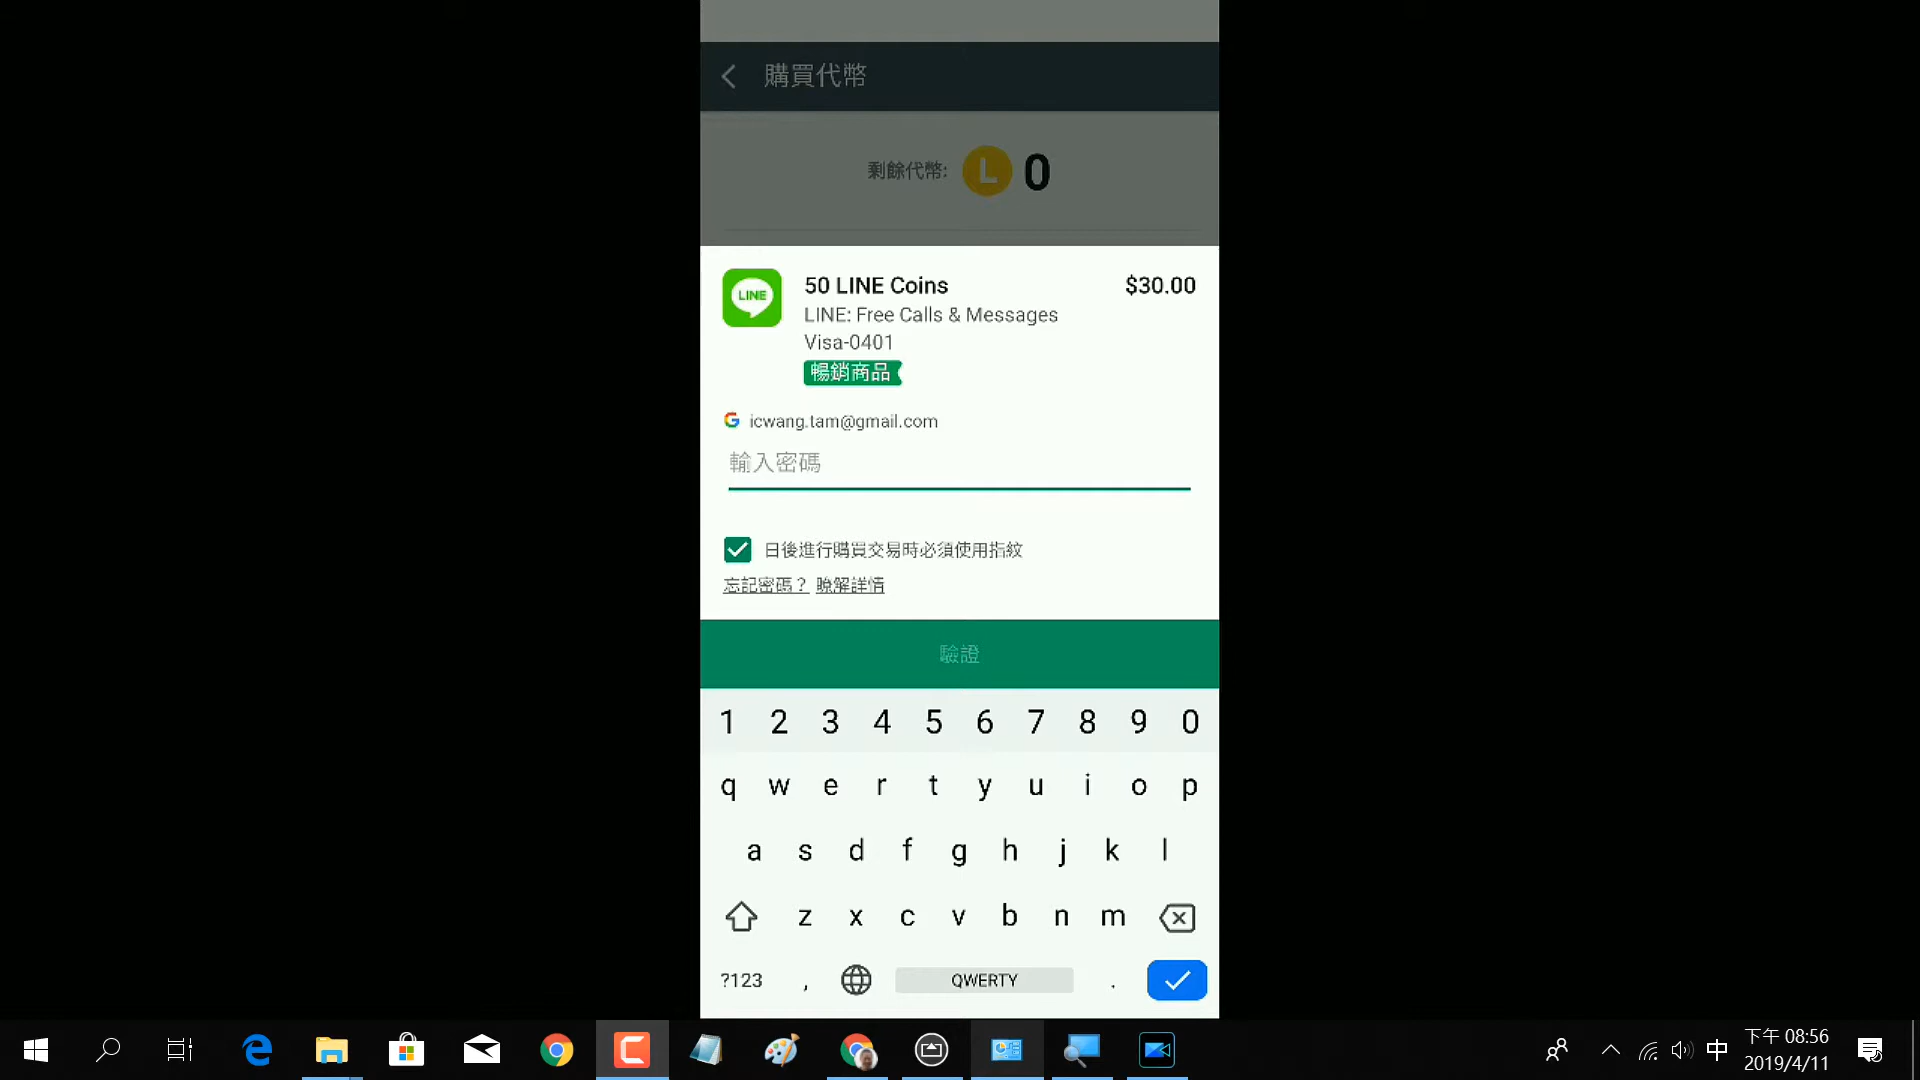 購買代幣
剩餘代幣: L 0
LINE
50 LINE Coins $30.00
LINE: Free Calls & Messages
Visa-0401
暢銷商品
G icwang.tam@gmail.com
輸入密碼
日後進行購買交易時必須使用指紋
忘記密碼？ 瞭解詳情
驗證
1 2 3 4 5 6 7 8 9 0
q w e r t y u i o p
a s d f g h j k l
z x c v b n m
?123 , QWERTY .
中 下午 08:56
2019/4/11